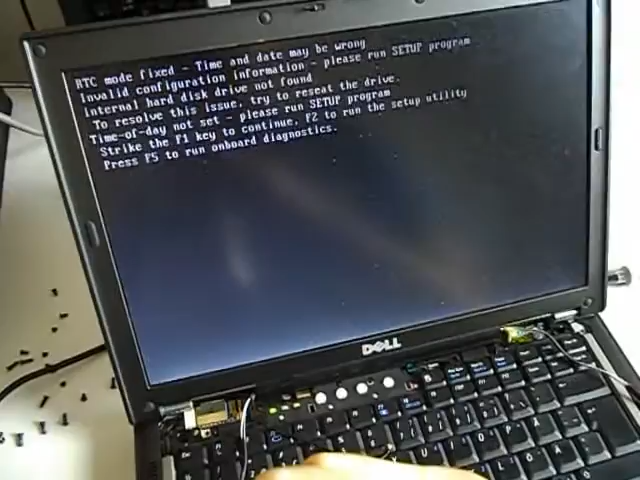 RTC mode fixed - Time and date may be wrong
Invalid configuration information - please run SETUP program
Internal hard disk drive not found
To resolve this issue, try to reseat the drive.
Time-of-day not set - please run SETUP program
Strike the F1 key to continue, F2 to run the setup utility
Press F5 to run onboard diagnostics.
DELL